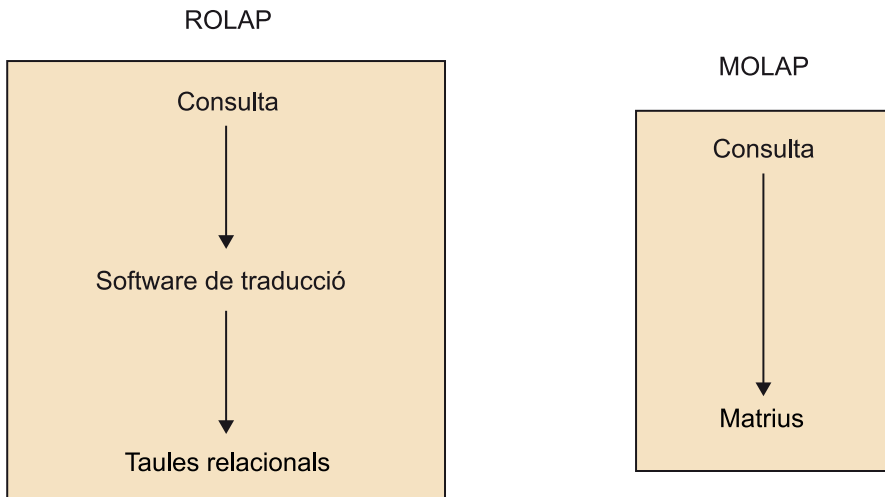 ROLAP
Consulta
Software de traducció
Taules relacionals
MOLAP
Consulta
Matrius